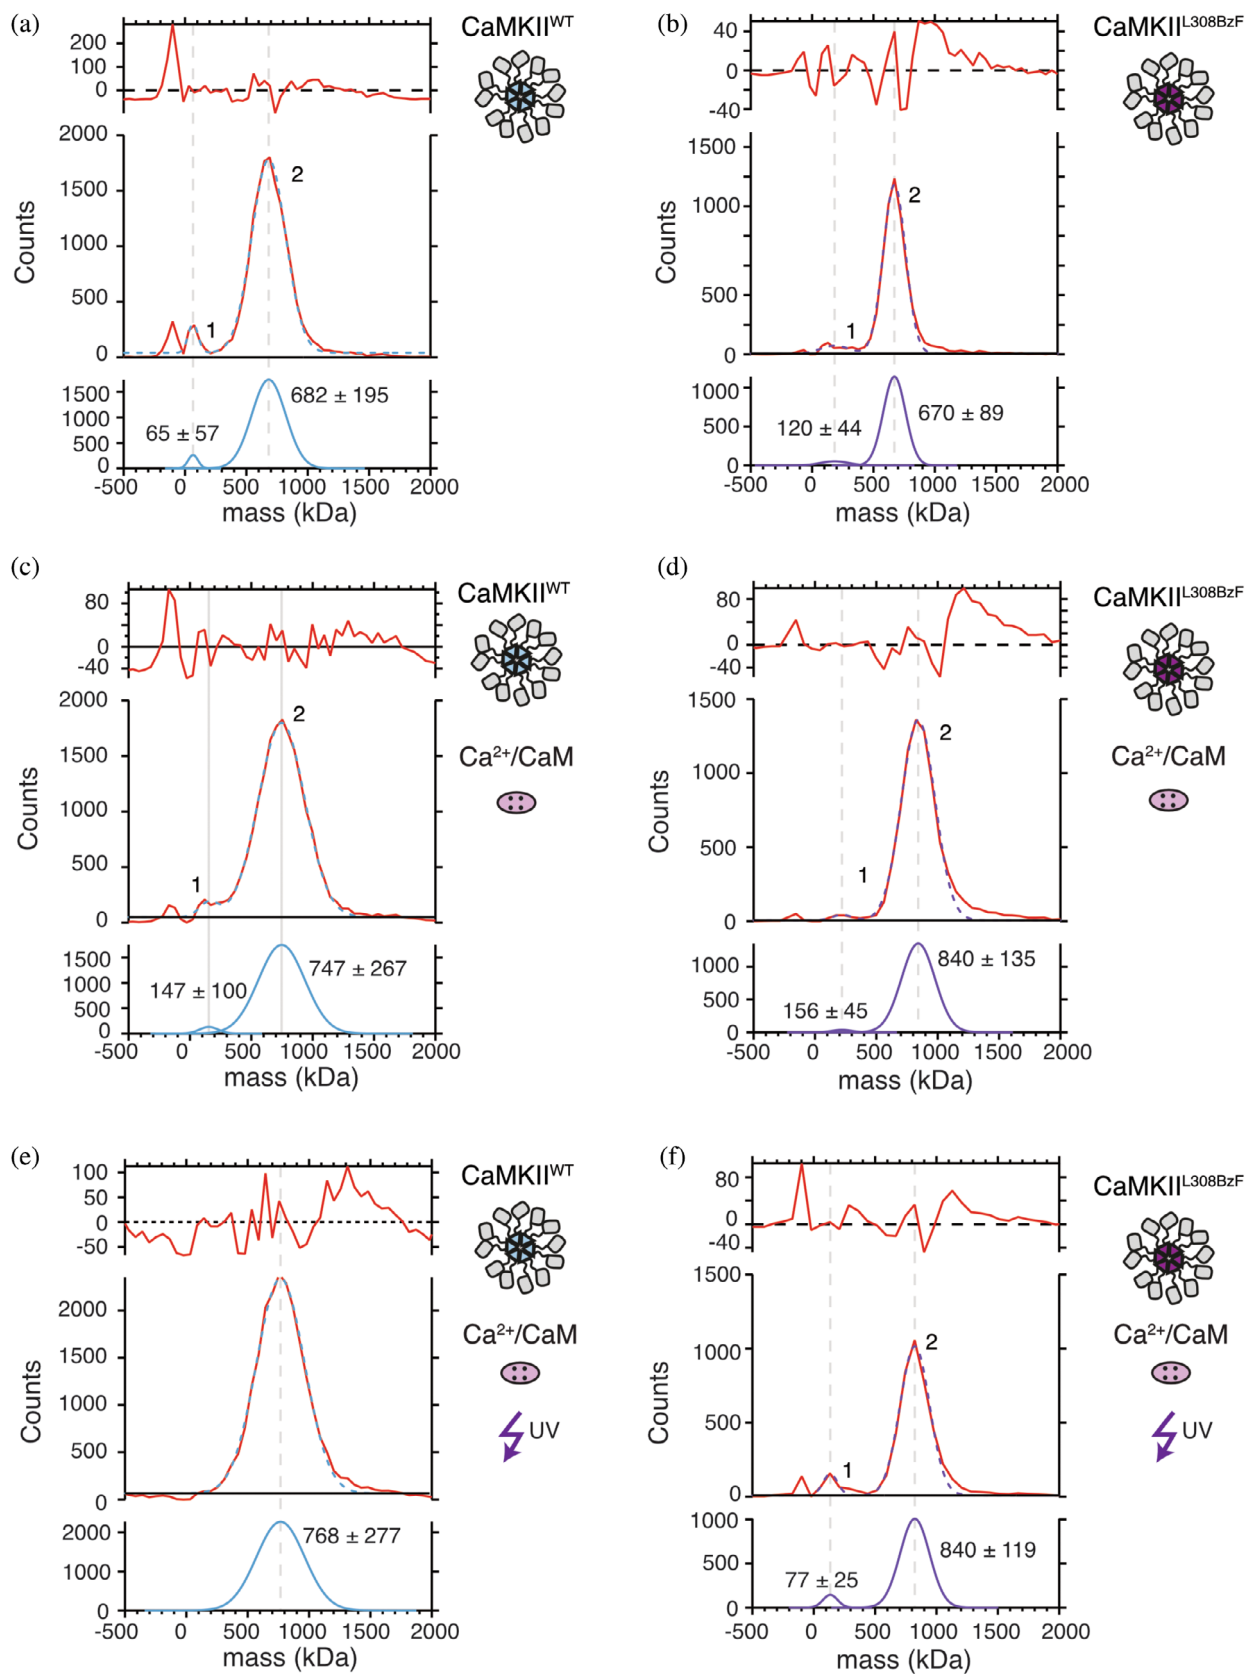 (a)
CaMKII^WT
200
100
0
2000
1500
1000
500
0
Counts
1
2
1500
1000
500
0
65 ± 57
682 ± 195
-500 0 500 1000 1500 2000
mass (kDa)
(b)
CaMKII^L308BzF
40
0
-40
1500
1000
500
0
Counts
1
2
1000
500
0
120 ± 44
670 ± 89
-500 0 500 1000 1500 2000
mass (kDa)
(c)
CaMKII^WT
80
0
-40
Ca²⁺/CaM
2000
1500
1000
500
0
Counts
1
2
1500
1000
500
0
147 ± 100
747 ± 267
-500 0 500 1000 1500 2000
mass (kDa)
(d)
CaMKII^L308BzF
80
0
-40
Ca²⁺/CaM
1500
1000
500
0
Counts
1
2
1000
500
0
156 ± 45
840 ± 135
-500 0 500 1000 1500 2000
mass (kDa)
(e)
CaMKII^WT
100
50
0
-50
Ca²⁺/CaM
UV
2000
1500
1000
500
0
Counts
2000
1000
0
768 ± 277
-500 0 500 1000 1500 2000
mass (kDa)
(f)
CaMKII^L308BzF
80
0
-40
Ca²⁺/CaM
UV
1500
1000
500
0
Counts
1
2
1000
500
0
77 ± 25
840 ± 119
-500 0 500 1000 1500 2000
mass (kDa)